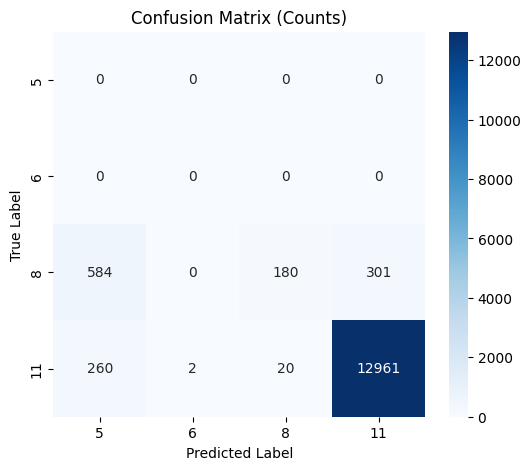 Confusion Matrix (Counts)
5 0 0 0 0
6 0 0 0 0
8 584 0 180 301
11 260 2 20 12961
5 6 8 11
Predicted Label
True Label
12000
10000
8000
6000
4000
2000
0